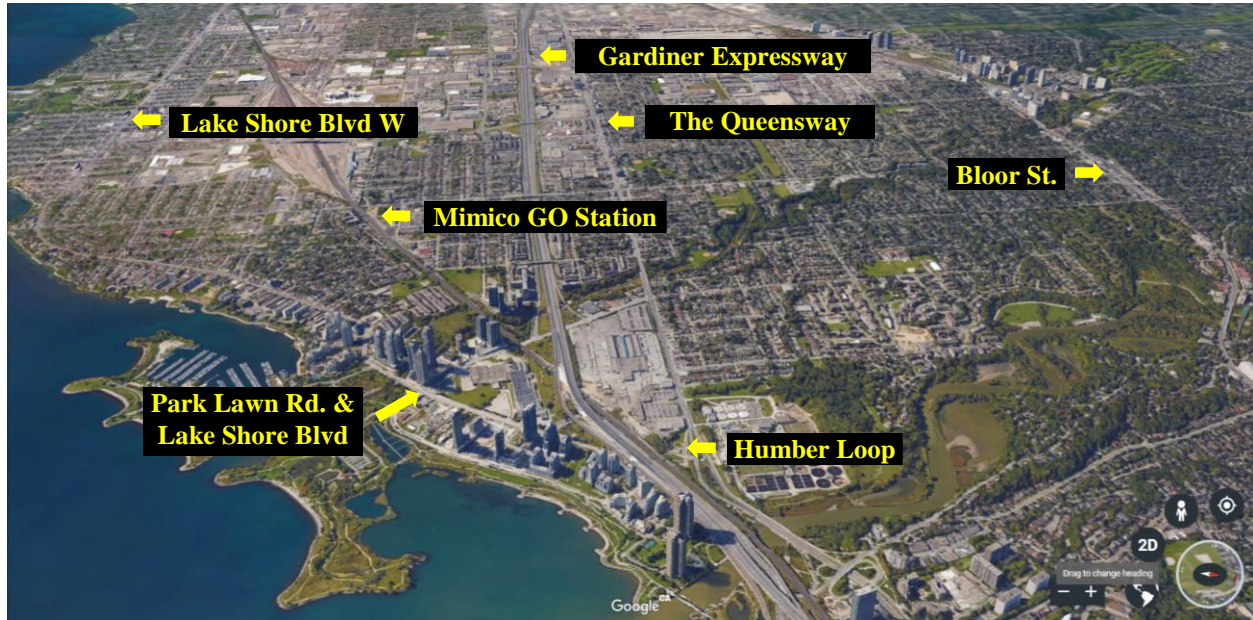 Gardiner Expressway
Lake Shore Blvd W
The Queensway
Bloor St.
Mimico GO Station
Park Lawn Rd. &
Lake Shore Blvd
Humber Loop
2D
Drag to change heading
Google